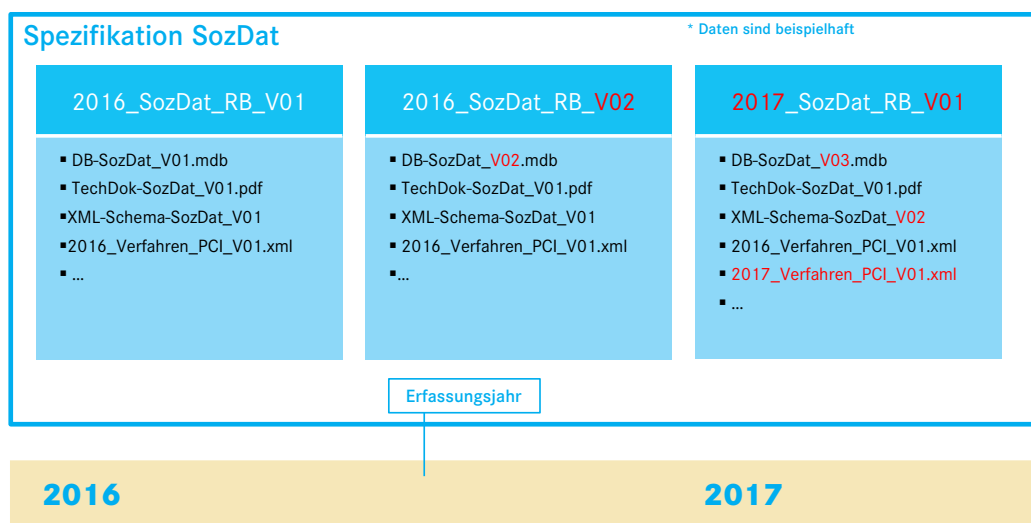 Spezifikation SozDat
* Daten sind beispielhaft
2016_SozDat_RB_V01
▪ DB-SozDat_V01.mdb
▪ TechDok-SozDat_V01.pdf
▪XML-Schema-SozDat_V01
▪2016_Verfahren_PCI_V01.xml
▪ ...
2016_SozDat_RB_V02
▪ DB-SozDat_V02.mdb
▪ TechDok-SozDat_V01.pdf
▪ XML-Schema-SozDat_V01
▪ 2016_Verfahren_PCI_V01.xml
▪...
2017_SozDat_RB_V01
▪ DB-SozDat_V03.mdb
▪ TechDok-SozDat_V01.pdf
▪ XML-Schema-SozDat_V02
▪ 2016_Verfahren_PCI_V01.xml
▪ 2017_Verfahren_PCI_V01.xml
▪ ...
Erfassungsjahr
2016
2017